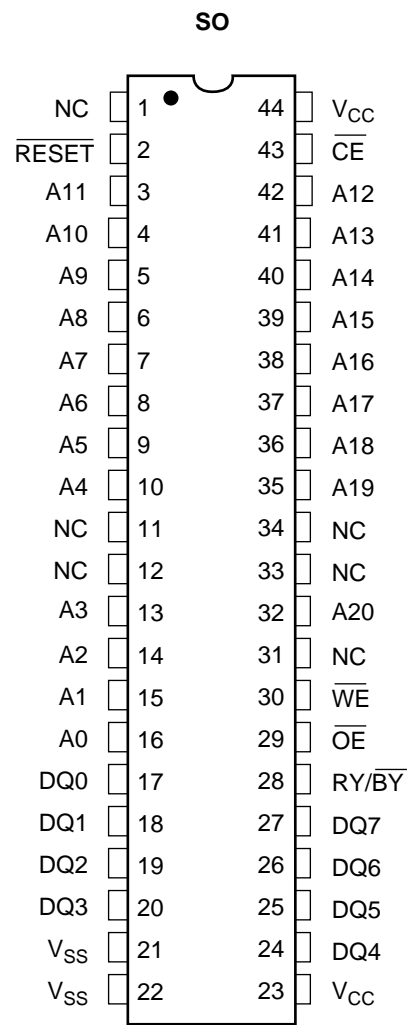 SO
NC 1 44 VCC
RESET 2 43 CE
A11 3 42 A12
A10 4 41 A13
A9 5 40 A14
A8 6 39 A15
A7 7 38 A16
A6 8 37 A17
A5 9 36 A18
A4 10 35 A19
NC 11 34 NC
NC 12 33 NC
A3 13 32 A20
A2 14 31 NC
A1 15 30 WE
A0 16 29 OE
DQ0 17 28 RY/BY
DQ1 18 27 DQ7
DQ2 19 26 DQ6
DQ3 20 25 DQ5
VSS 21 24 DQ4
VSS 22 23 VCC